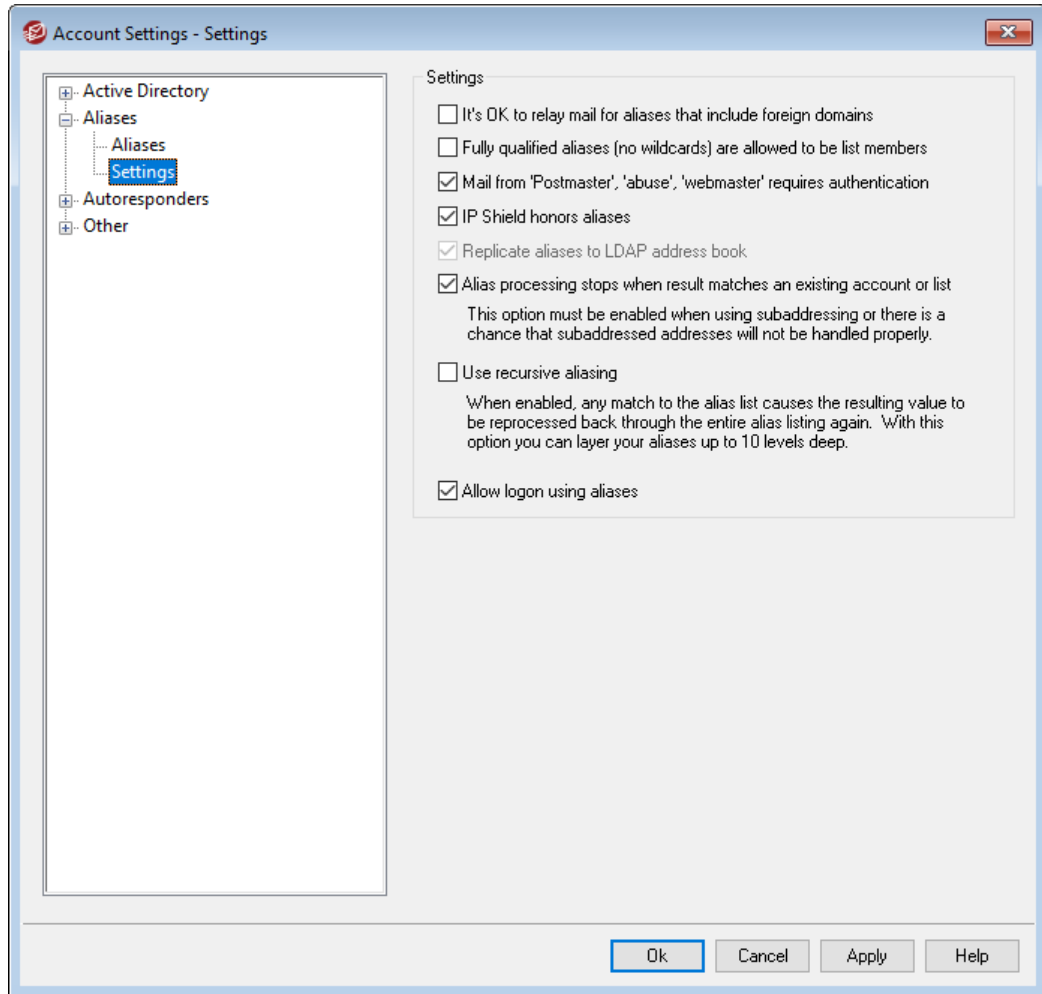 Account Settings - Settings
Active Directory
Aliases
Aliases
Settings
Autoresponders
Other
Settings
It's OK to relay mail for aliases that include foreign domains
Fully qualified aliases (no wildcards) are allowed to be list members
Mail from 'Postmaster', 'abuse', 'webmaster' requires authentication
IP Shield honors aliases
Replicate aliases to LDAP address book
Alias processing stops when result matches an existing account or list
This option must be enabled when using subaddressing or there is a
chance that subaddressed addresses will not be handled properly.
Use recursive aliasing
When enabled, any match to the alias list causes the resulting value to
be reprocessed back through the entire alias listing again.  With this
option you can layer your aliases up to 10 levels deep.
Allow logon using aliases
Ok
Cancel
Apply
Help